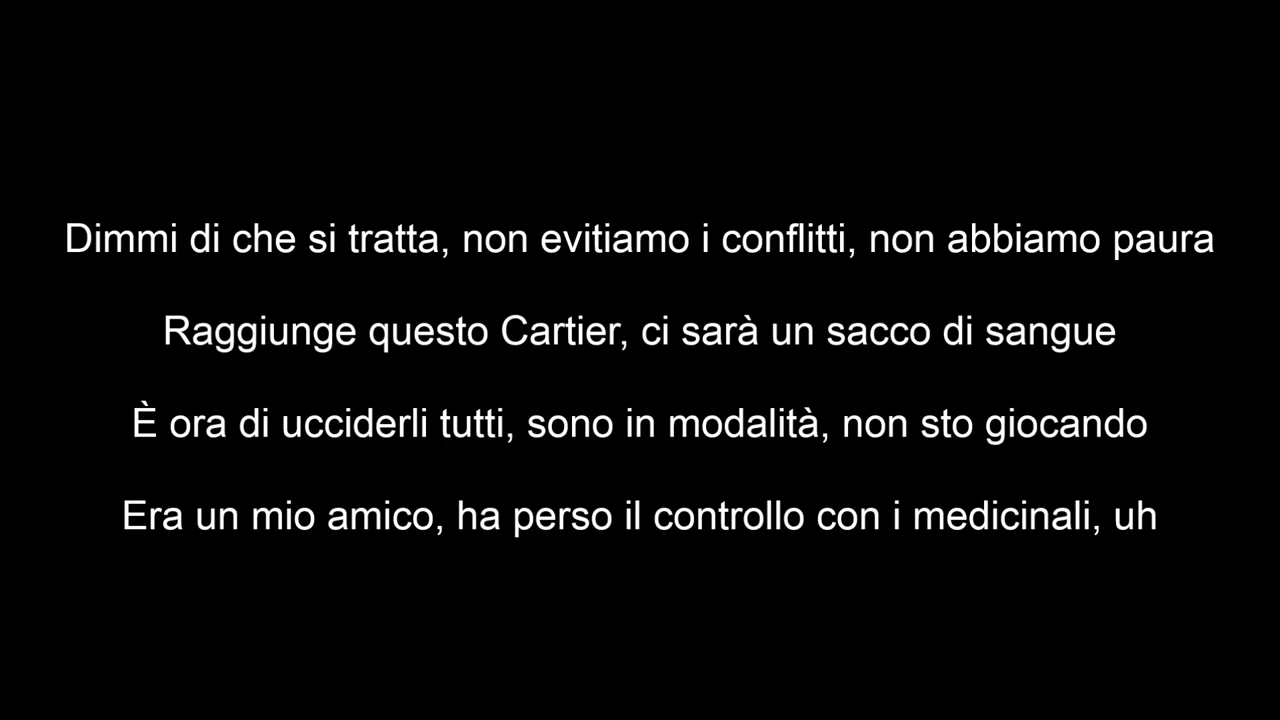 Dimmi di che si tratta, non evitiamo i conflitti, non abbiamo paura
Raggiunge questo Cartier, ci sarà un sacco di sangue
È ora di ucciderli tutti, sono in modalità, non sto giocando
Era un mio amico, ha perso il controllo con i medicinali, uh